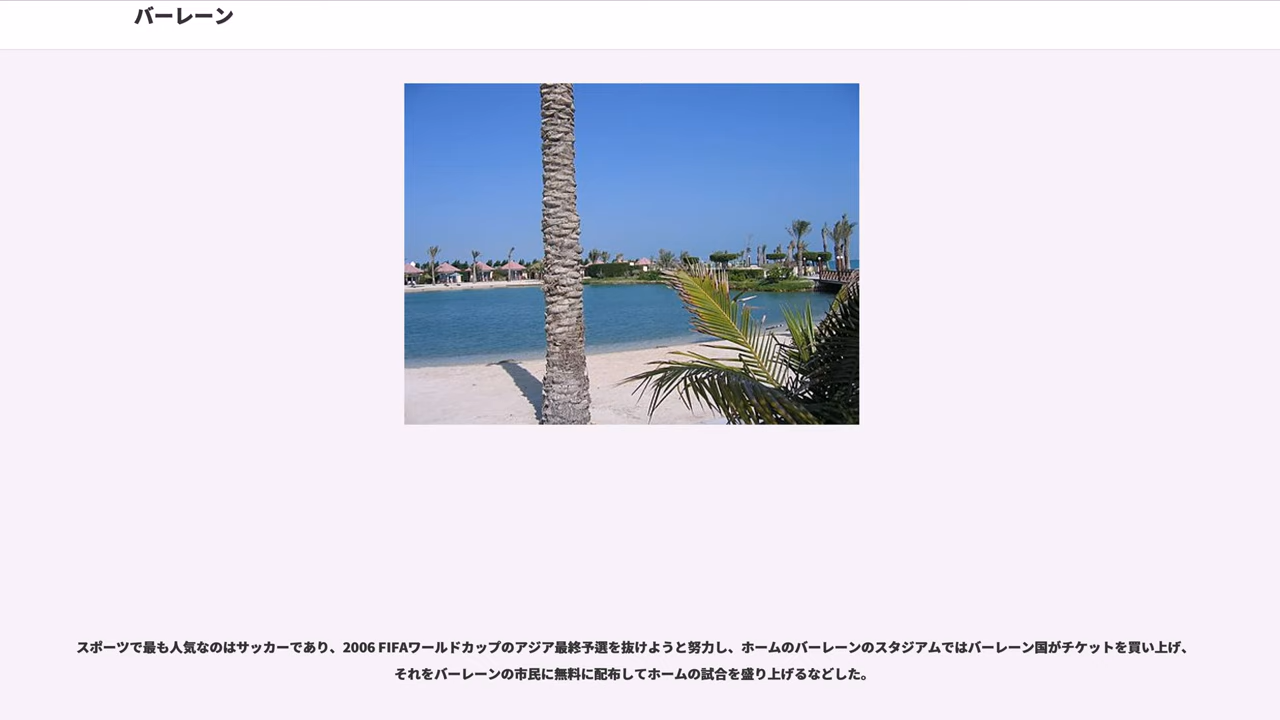 バーレーン
スポーツで最も人気なのはサッカーであり、2006 FIFAワールドカップのアジア最終予選を抜けようと努力し、ホームのバーレーンのスタジアムではバーレーン国がチケットを買い上げ、
それをバーレーンの市民に無料に配布してホームの試合を盛り上げるなどした。